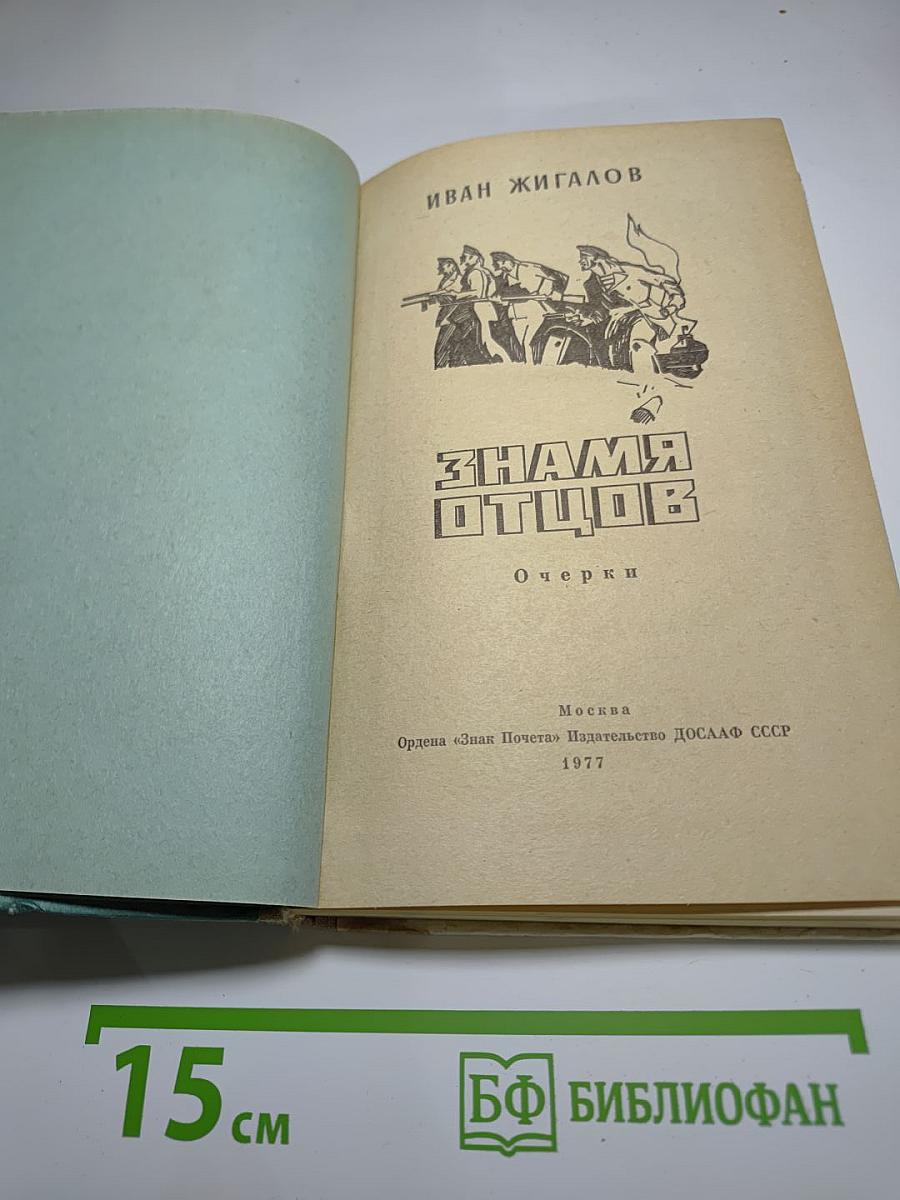 ИВАН ЖИГАЛОВ
ЗНАМЯ
ОТЦОВ
Очерки
Москва
Ордена «Знак Почета» Издательство ДОСААФ СССР
1977
15 см
БФ БИБЛИОФАН